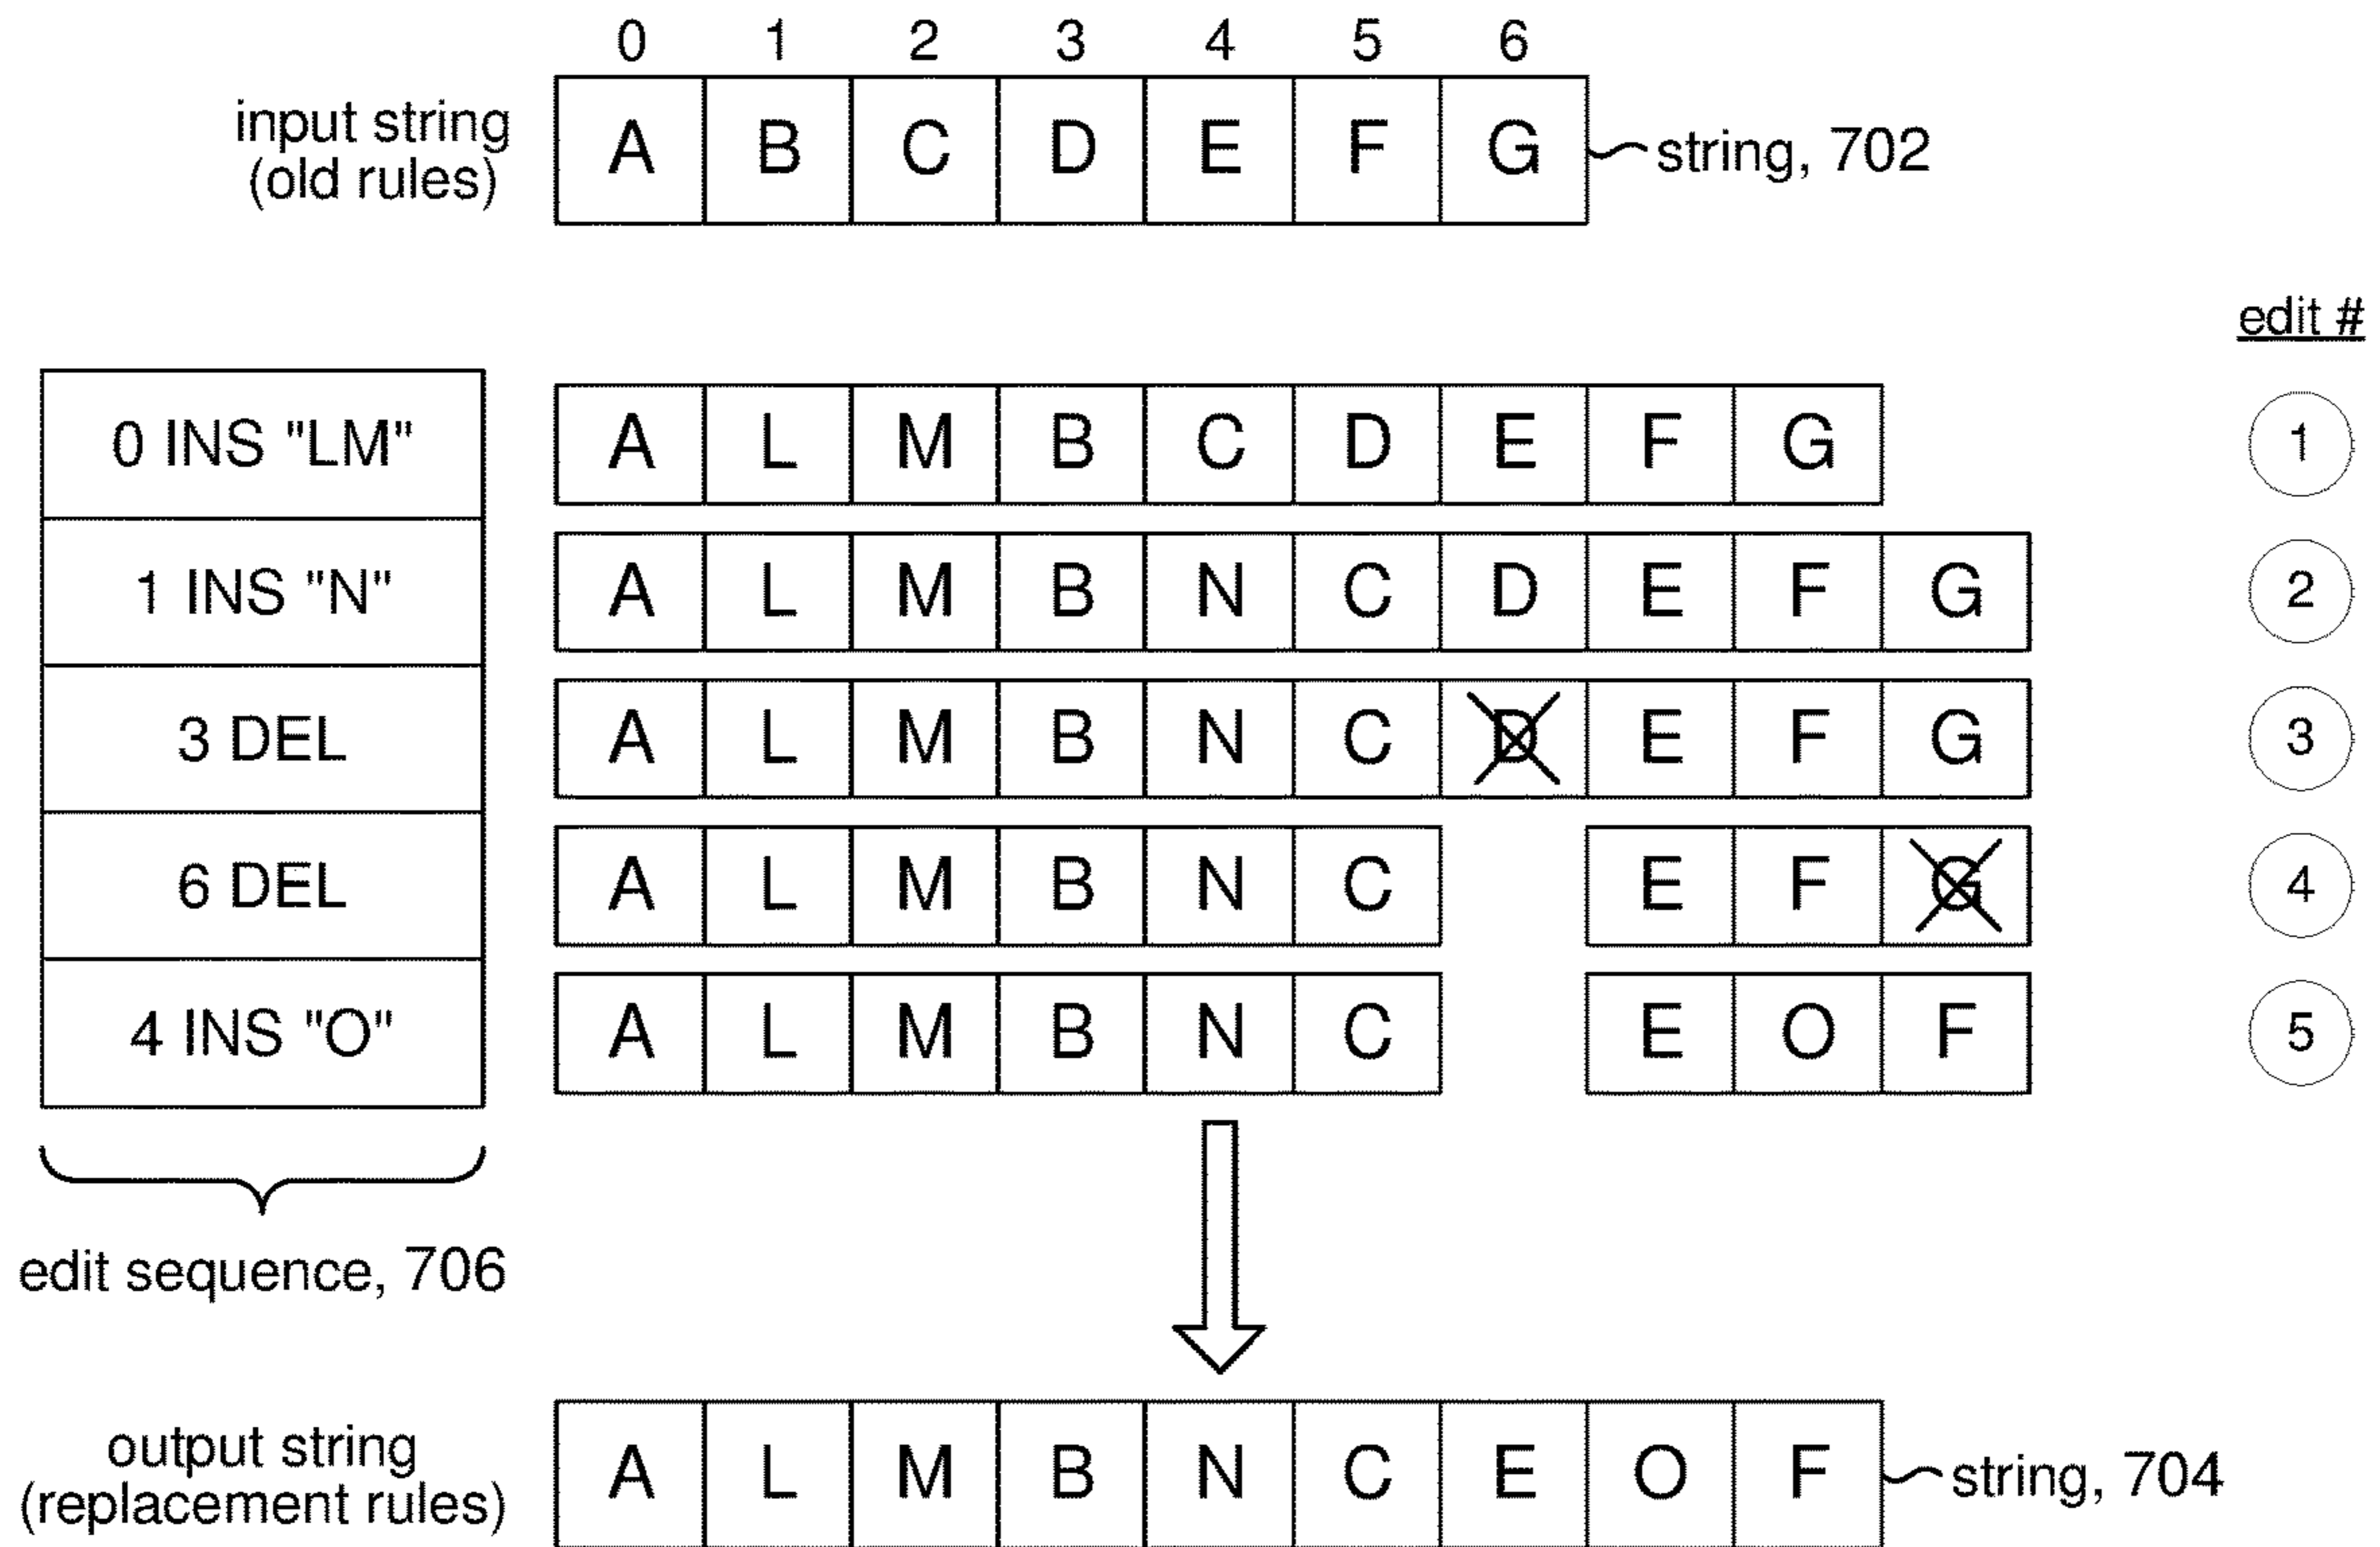 0 1 2 3 4 5 6
input string
(old rules)
A B C D E F G
string, 702
edit #
0 INS "LM"
A L M B C D E F G
1
1 INS "N"
A L M B N C D E F G
2
3 DEL
A L M B N C D E F G
3
6 DEL
A L M B N C E F G
4
4 INS "O"
A L M B N C E O F
5
edit sequence, 706
output string
(replacement rules)
A L M B N C E O F
string, 704